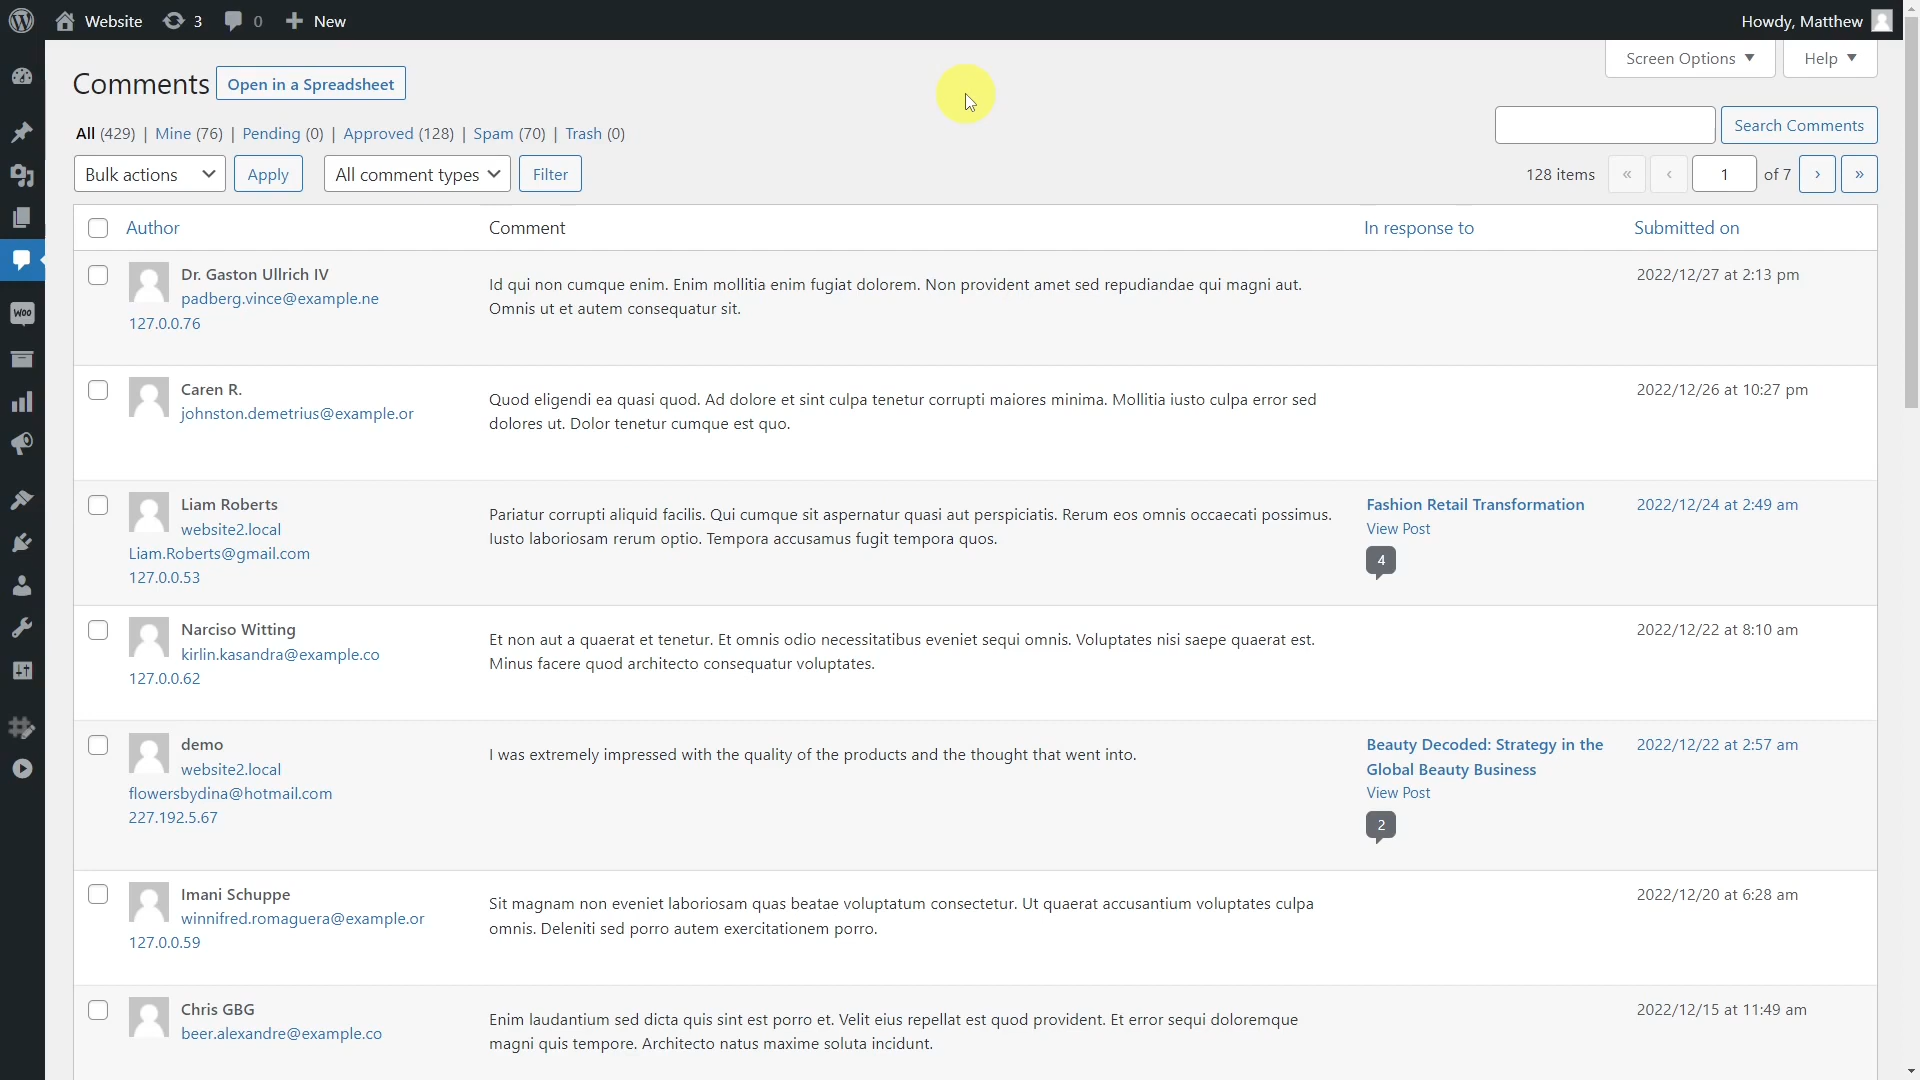 Website 3 0 New Howdy, Matthew
Screen Options Help
Comments Open in a Spreadsheet
All (429) | Mine (76) | Pending (0) | Approved (128) | Spam (70) | Trash (0)
Search Comments
Bulk actions Apply All comment types Filter 128 items « ‹ 1 of 7 › »
Author Comment In response to Submitted on
Dr. Gaston Ullrich IV
padberg.vince@example.ne
127.0.0.76
Id qui non cumque enim. Enim mollitia enim fugiat dolorem. Non provident amet sed repudiandae qui magni aut.
Omnis ut et autem consequatur sit.
2022/12/27 at 2:13 pm
Caren R.
johnston.demetrius@example.or
Quod eligendi ea quasi quod. Ad dolore et sint culpa tenetur corrupti maiores minima. Mollitia iusto culpa error sed
dolores ut. Dolor tenetur cumque est quo.
2022/12/26 at 10:27 pm
Liam Roberts
website2.local
Liam.Roberts@gmail.com
127.0.0.53
Pariatur corrupti aliquid facilis. Qui cumque sit aspernatur quasi aut perspiciatis. Rerum eos omnis occaecati possimus.
Iusto laboriosam rerum optio. Tempora accusamus fugit tempora quos.
Fashion Retail Transformation
View Post
4
2022/12/24 at 2:49 am
Narciso Witting
kirlin.kasandra@example.co
127.0.0.62
Et non aut a quaerat et tenetur. Et omnis odio necessitatibus eveniet sequi omnis. Voluptates nisi saepe quaerat est.
Minus facere quod architecto consequatur voluptates.
2022/12/22 at 8:10 am
demo
website2.local
flowersbydina@hotmail.com
227.192.5.67
I was extremely impressed with the quality of the products and the thought that went into.
Beauty Decoded: Strategy in the
Global Beauty Business
View Post
2
2022/12/22 at 2:57 am
Imani Schuppe
winnifred.romaguera@example.or
127.0.0.59
Sit magnam non eveniet laboriosam quas beatae voluptatum consectetur. Ut quaerat accusantium voluptates culpa
omnis. Deleniti sed porro autem exercitationem porro.
2022/12/20 at 6:28 am
Chris GBG
beer.alexandre@example.co
Enim laudantium sed dicta quis sint est porro et. Velit eius repellat est quod provident. Et error sequi doloremque
magni quis tempore. Architecto natus maxime soluta incidunt.
2022/12/15 at 11:49 am
Woo